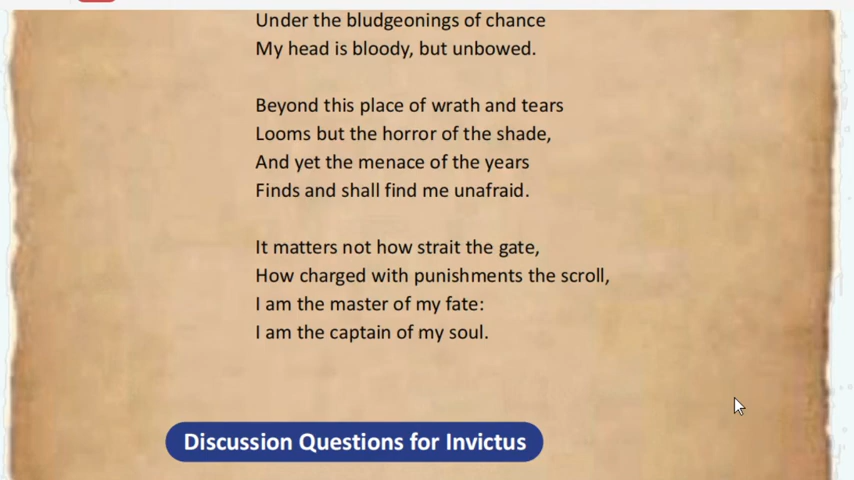 Under the bludgeonings of chance
My head is bloody, but unbowed.
Beyond this place of wrath and tears
Looms but the horror of the shade,
And yet the menace of the years
Finds and shall find me unafraid.
It matters not how strait the gate,
How charged with punishments the scroll,
I am the master of my fate:
I am the captain of my soul.
Discussion Questions for Invictus